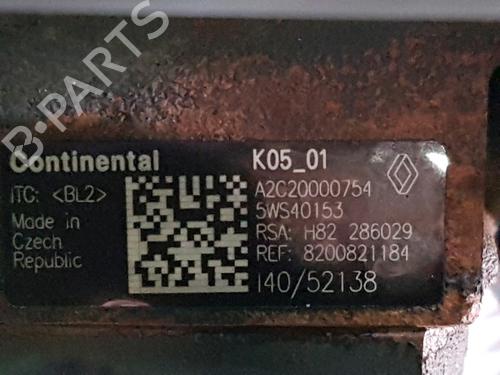 B-PARTS
Continental
ITC: <BL2>
Made in
Czech
Republic
K05_01
A2C20000754
5WS40153
RSA: H82 286029
REF: 8200821184
I40/52138